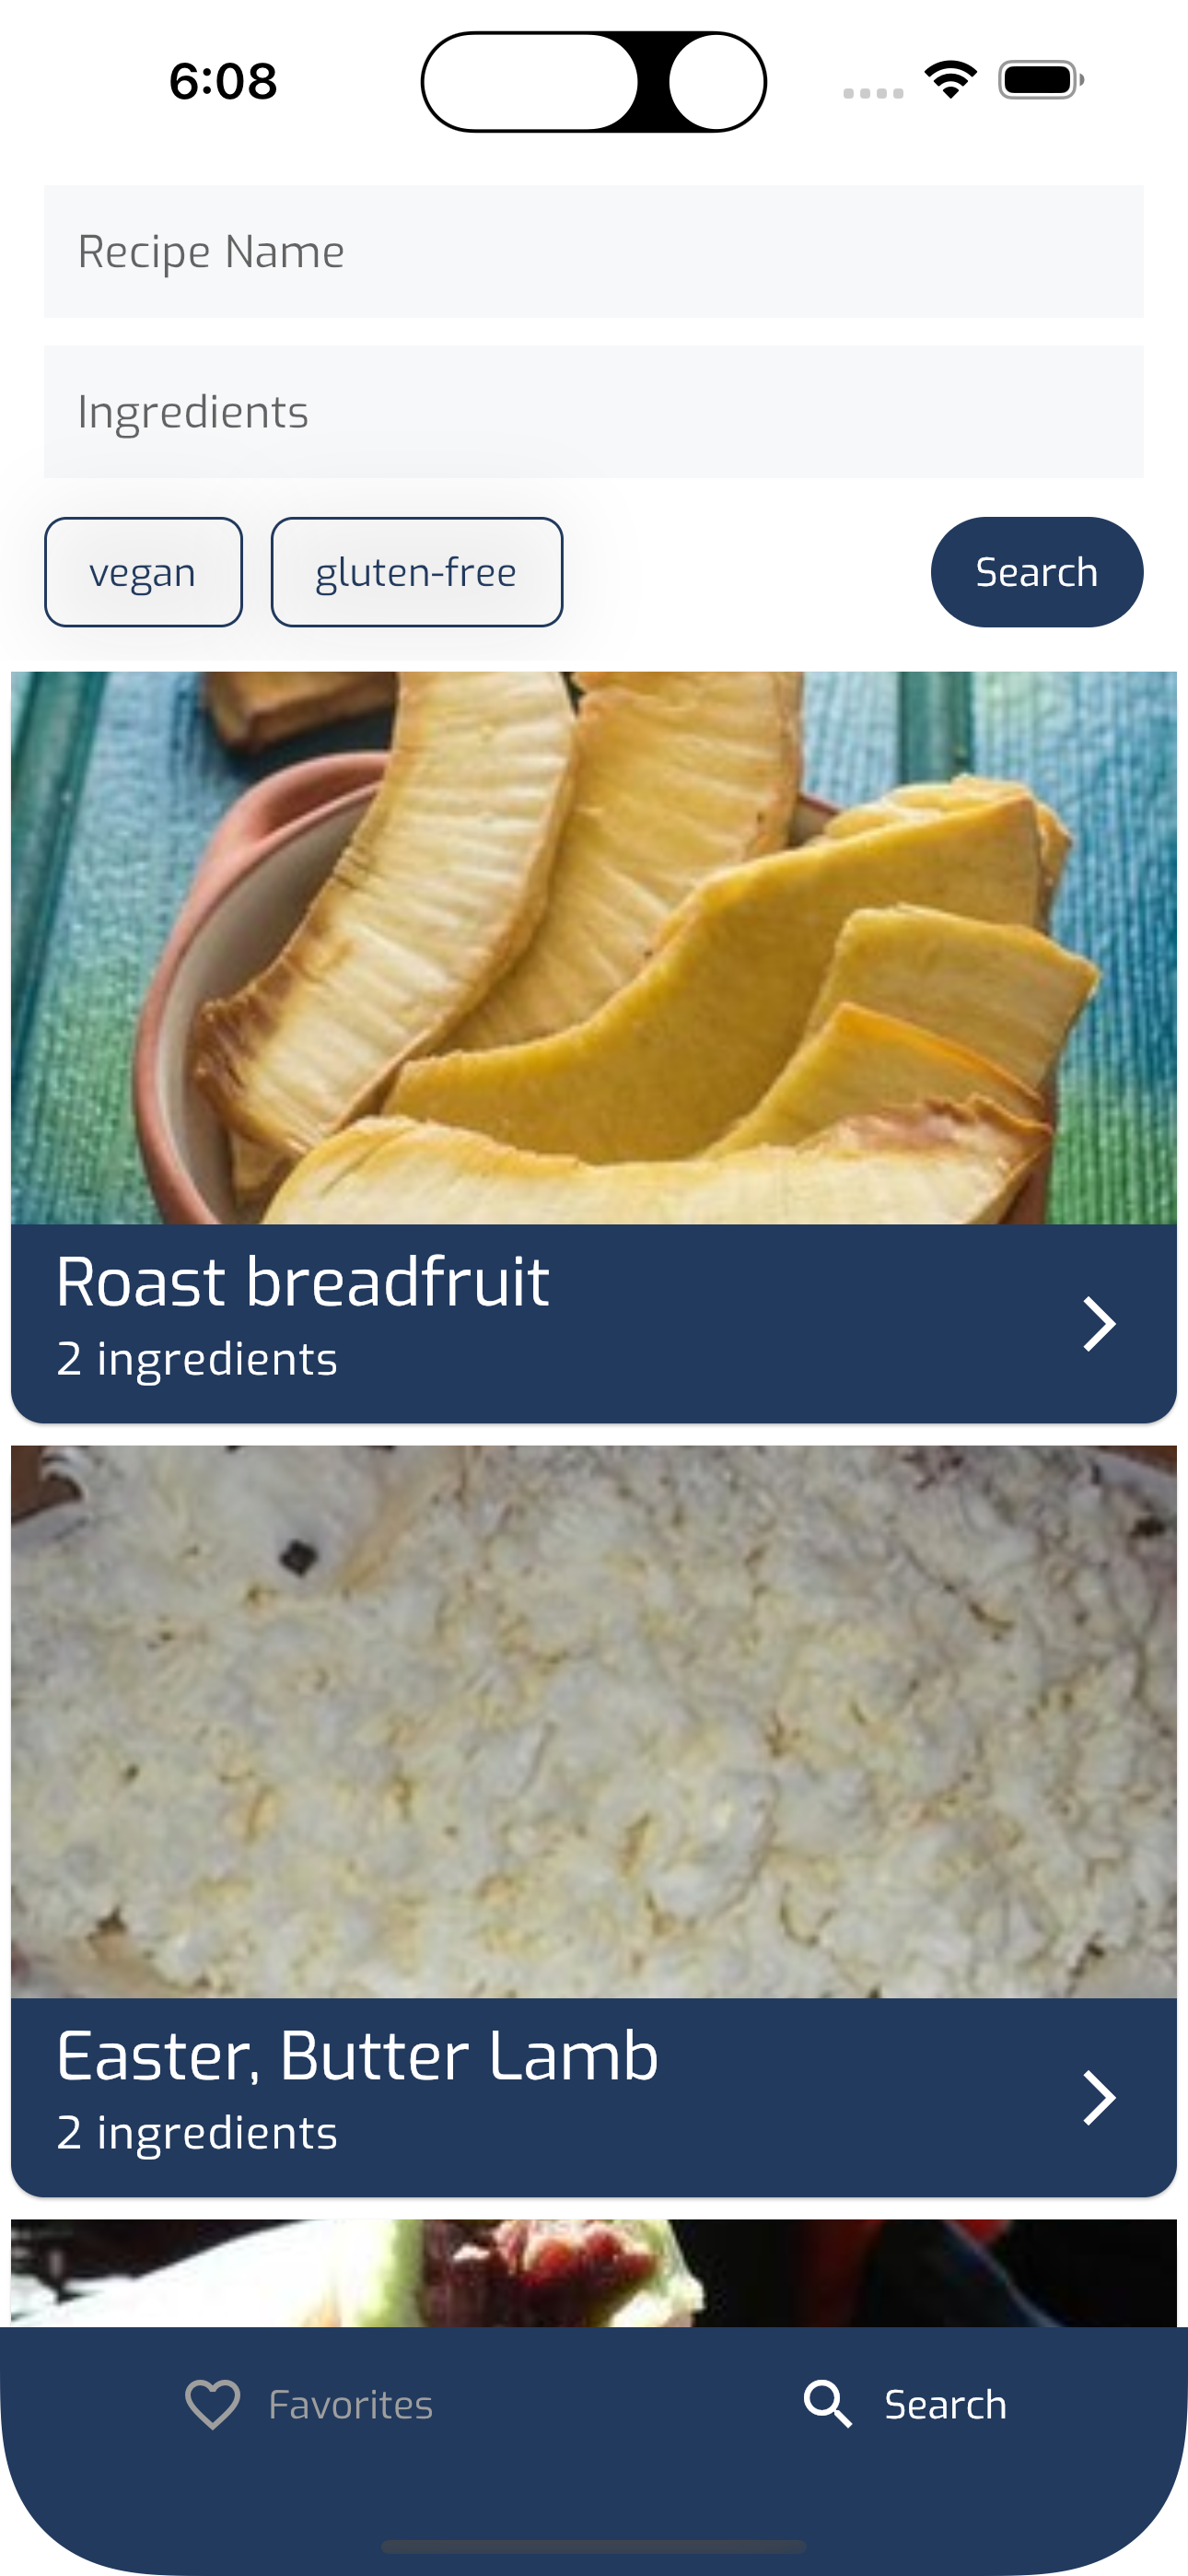 6:08
Recipe Name
Ingredients
vegan
gluten-free
Search
Roast breadfruit
2 ingredients
Easter, Butter Lamb
2 ingredients
Favorites
Search